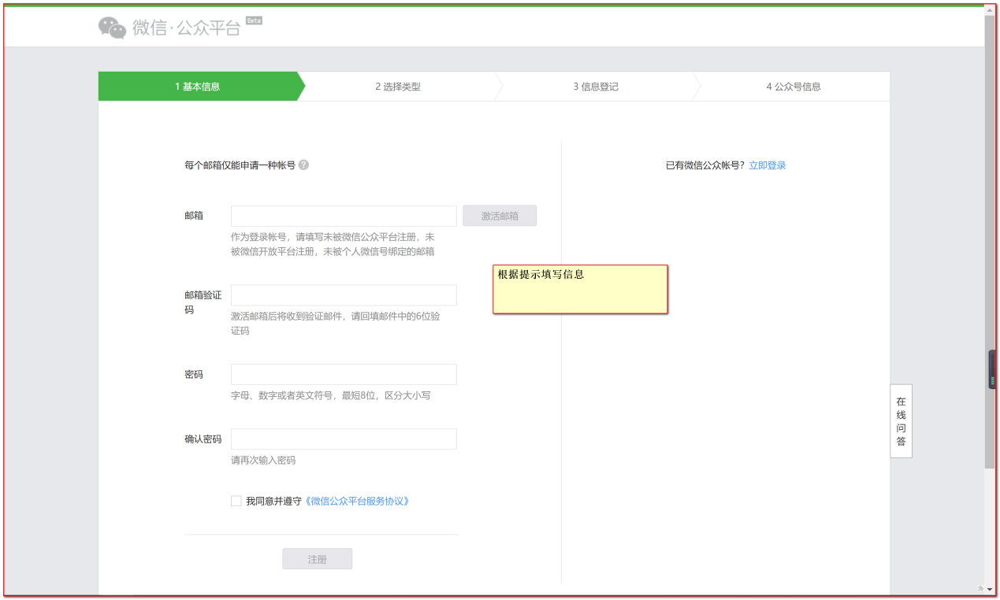 微信·公众平台 Beta
1 基本信息
2 选择类型
3 信息登记
4 公众号信息
每个邮箱仅能申请一种帐号 ?
已有微信公众帐号？ 立即登录
邮箱
激活邮箱
作为登录帐号，请填写未被微信公众平台注册，未
被微信开放平台注册，未被个人微信号绑定的邮箱
根据提示填写信息
邮箱验证
码
激活邮箱后将收到验证邮件，请回填邮件中的6位验
证码
密码
字母、数字或者英文符号，最短8位，区分大小写
在
线
问
答
确认密码
请再次输入密码
我同意并遵守《微信公众平台服务协议》
注册